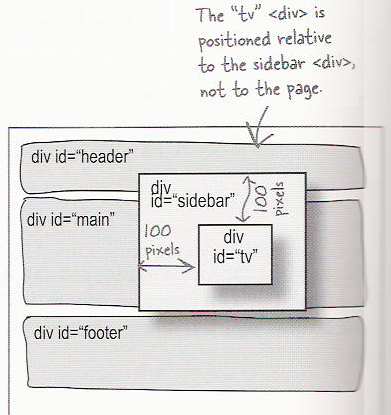 The "tv" <div> is
positioned relative
to the sidebar <div>,
not to the page.
div id="header"
div
id="sidebar"
100
pixels
div id="main"
100
pixels
div
id="tv"
div id="footer"